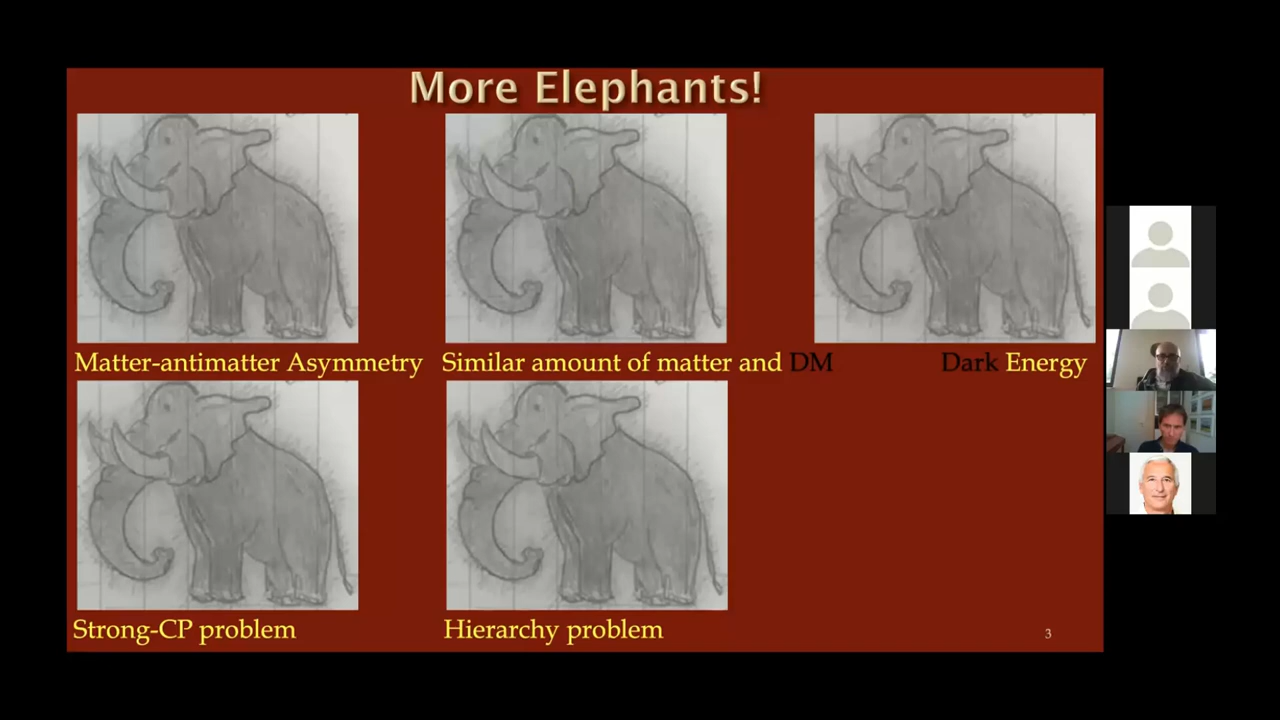 More Elephants!
Matter-antimatter Asymmetry
Similar amount of matter and DM
Dark Energy
Strong-CP problem
Hierarchy problem
3